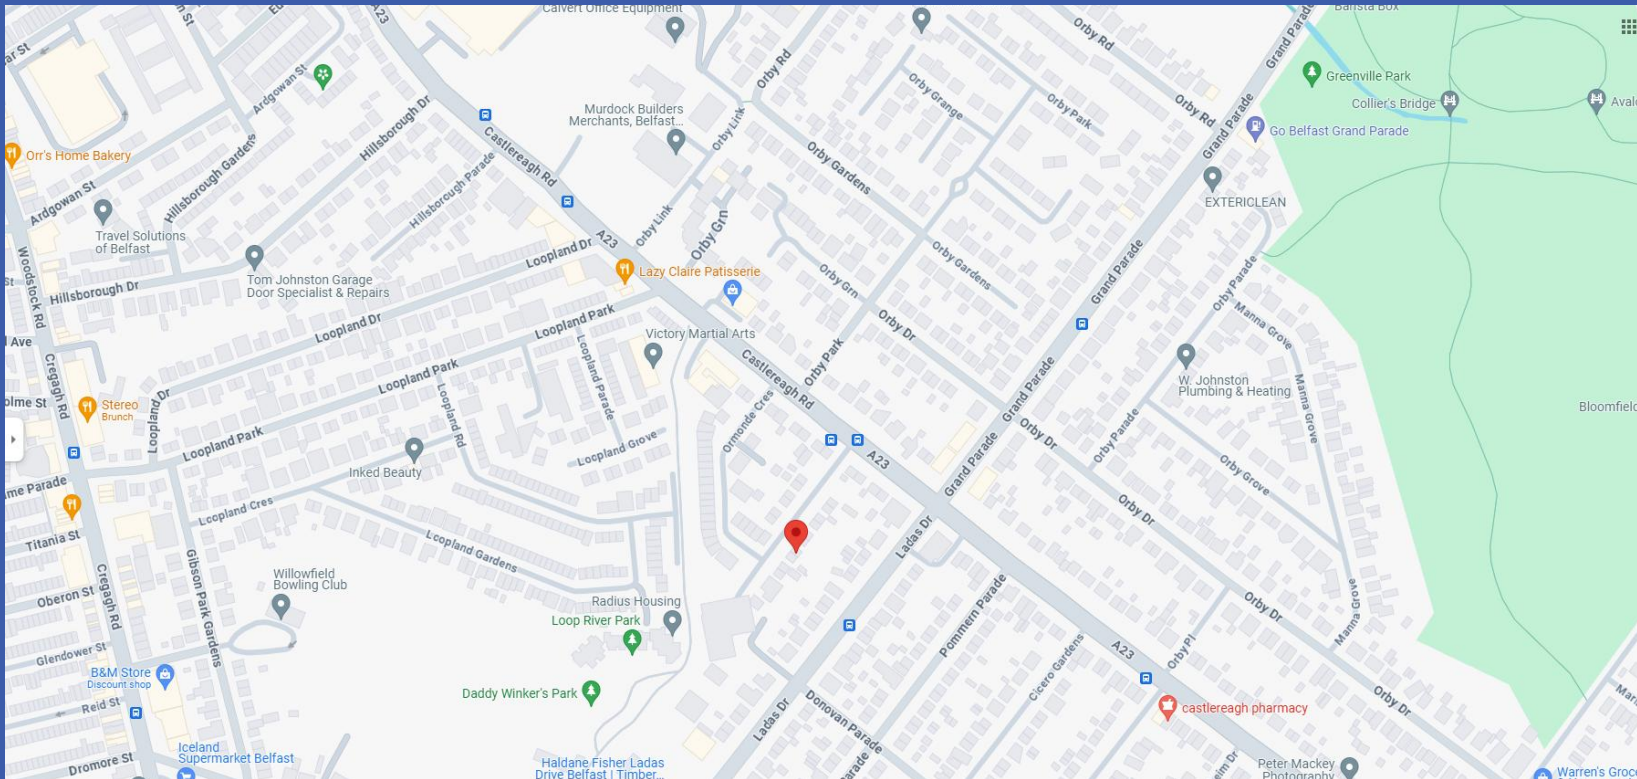 Calvert Office Equipment
Barista Box
A23
Orby Rd
Grand Parade
Greenville Park
Collier's Bridge
Ardgowan St
Orby Rd
Orby Grange
Orby Park
Orby Rd
Murdock Builders
Merchants, Belfast...
Go Belfast Grand Parade
Hillsborough Dr
Orby Link
Grand Parade
Castlereagh Rd
Orr's Home Bakery
Hillsborough Gardens
Hillsborough Parade
Orby Gardens
Ardgowan St
EXTERICLEAN
Travel Solutions
of Belfast
Orby Link
Orby Grn
A23
Loopland Dr
Orby Gardens
Grand Parade
Woodstock Rd
Lazy Claire Patisserie
Tom Johnston Garage
Door Specialist & Repairs
Hillsborough Dr
Orby Grn
Orby Parade
Manna Grove
Loopland Dr
Loopland Park
Orby Dr
Victory Martial Arts
Loopland Parade
Castlereagh Rd
Orby Park
Cregagh Rd
Loopland Park
W. Johnston
Plumbing & Heating
Grand Parade
Manna Grove
Stereo
Brunch
Loopland Dr
Loopland Rd
Ormonde Cres
Bloomfield
Loopland Park
Loopland Grove
Orby Dr
Orby Parade
A23
Grand Parade
Inked Beauty
Orby Grove
Loopland Cres
Orby Dr
Titania St
Ladas Dr
Loopland Gardens
Cregagh Rd
Gibson Park Gardens
Willowfield
Bowling Club
Oberon St
Radius Housing
Loop River Park
Pommern Parade
Orby Dr
Manna Grove
Glendower St
Orby Pl
A23
Cicero Gardens
B&M Store
Discount shop
Reid St
Daddy Winker's Park
Ladas Dr
Donovan Parade
castlereagh pharmacy
Orby Dr
Iceland
Supermarket Belfast
Dromore St
Haldane Fisher Ladas
Drive Belfast | Timber...
Peter Mackey
Photography